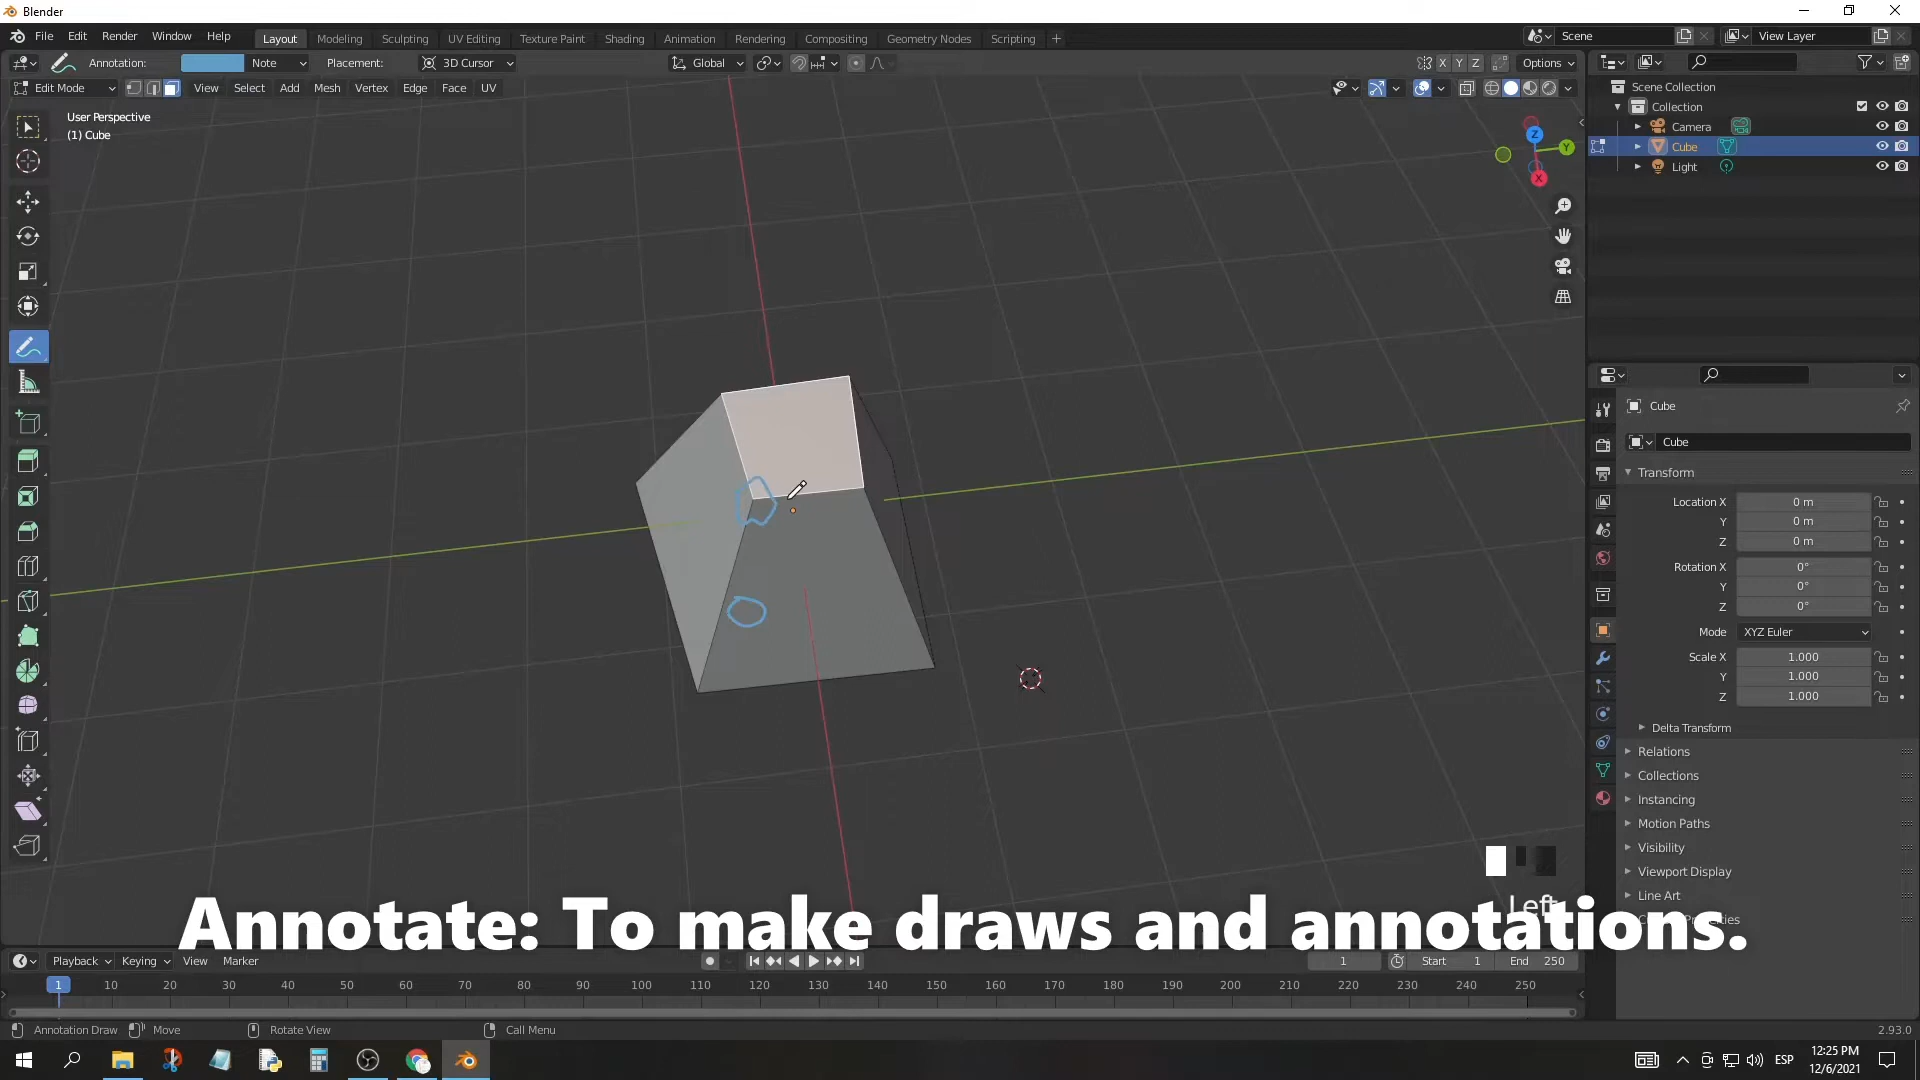 Blender
File Edit Render Window Help
Layout Modeling Sculpting UV Editing Texture Paint Shading Animation Rendering Compositing Geometry Nodes Scripting +
Scene
View Layer
Annotation: Note Placement: 3D Cursor
Global
X Y Z Options
Edit Mode View Select Add Mesh Vertex Edge Face UV
User Perspective
(1) Cube
Z
Y
X
Scene Collection
Collection
Camera
Cube
Light
Cube
Cube
Transform
Location X 0 m
Y 0 m
Z 0 m
Rotation X 0°
Y 0°
Z 0°
Mode XYZ Euler
Scale X 1.000
Y 1.000
Z 1.000
Delta Transform
Relations
Collections
Instancing
Motion Paths
Visibility
Viewport Display
Line Art
Left
Annotate: To make draws and annotations.
Playback Keying View Marker
1 Start 1 End 250
1 10 20 30 40 50 60 70 80 90 100 110 120 130 140 150 160 170 180 190 200 210 220 230 240 250
Annotation Draw Move Rotate View Call Menu
2.93.0
ESP
12:25 PM
12/6/2021